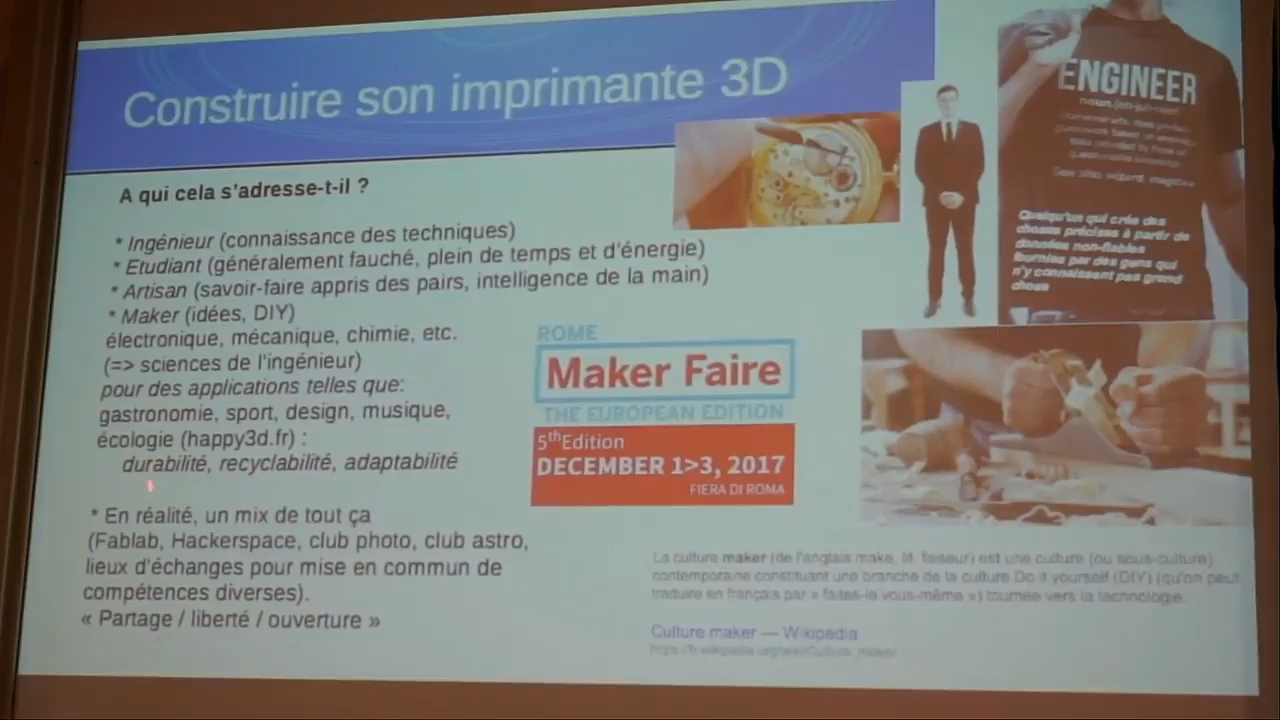 Construire son imprimante 3D
A qui cela s'adresse-t-il ?
* Ingénieur (connaissance des techniques)
* Etudiant (généralement fauché, plein de temps et d'énergie)
* Artisan (savoir-faire appris des pairs, intelligence de la main)
* Maker (idées, DIY)
électronique, mécanique, chimie, etc.
(=> sciences de l'ingénieur)
pour des applications telles que:
gastronomie, sport, design, musique,
écologie (happy3d.fr) :
durabilité, recyclabilité, adaptabilité
* En réalité, un mix de tout ça
(Fablab, Hackerspace, club photo, club astro,
lieux d'échanges pour mise en commun de
compétences diverses).
« Partage / liberté / ouverture »
ROME
Maker Faire
THE EUROPEAN EDITION
5thEdition
DECEMBER 1>3, 2017
FIERA DI ROMA
ENGINEER
Quelqu'un qui crée des
choses précises à partir de
données non-fiables
fournies par des gens qui
n'y connaissent pas grand
chose
La culture maker (de l'anglais make, lit. faiseur) est une culture (ou sous-culture)
contemporaine constituant une branche de la culture Do it yourself (DIY) (qu'on peut
traduire en français par « faites-le vous-même ») tournée vers la technologie.
Culture maker — Wikipédia
https://fr.wikipedia.org/wiki/Culture_maker